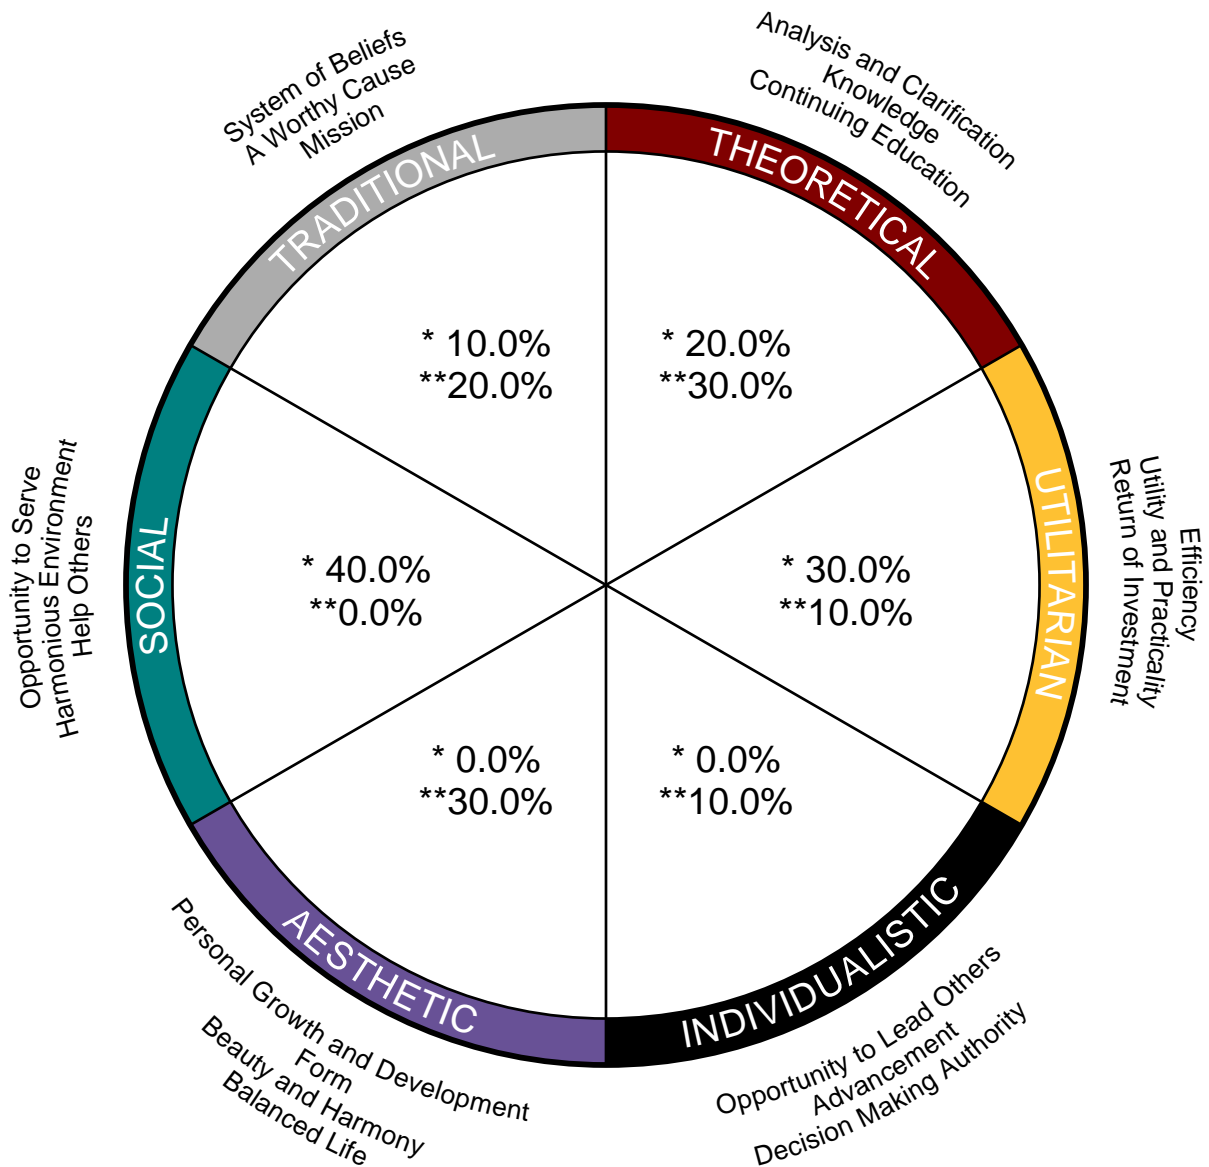 System of Beliefs
A Worthy Cause
Mission
TRADITIONAL
* 10.0%
**20.0%
Analysis and Clarification
Knowledge
Continuing Education
THEORETICAL
* 20.0%
**30.0%
Efficiency
Utility and Practicality
Return of Investment
UTILITARIAN
* 30.0%
**10.0%
Opportunity to Serve
Harmonious Environment
Help Others
SOCIAL
* 40.0%
**0.0%
* 0.0%
**30.0%
AESTHETIC
Personal Growth and Development
Form
Beauty and Harmony
Balanced Life
* 0.0%
**10.0%
INDIVIDUALISTIC
Opportunity to Lead Others
Advancement
Decision Making Authority